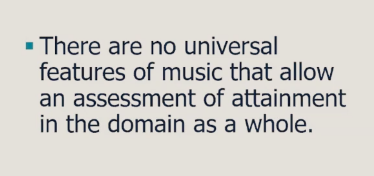 There are no universal
features of music that allow
an assessment of attainment
in the domain as a whole.